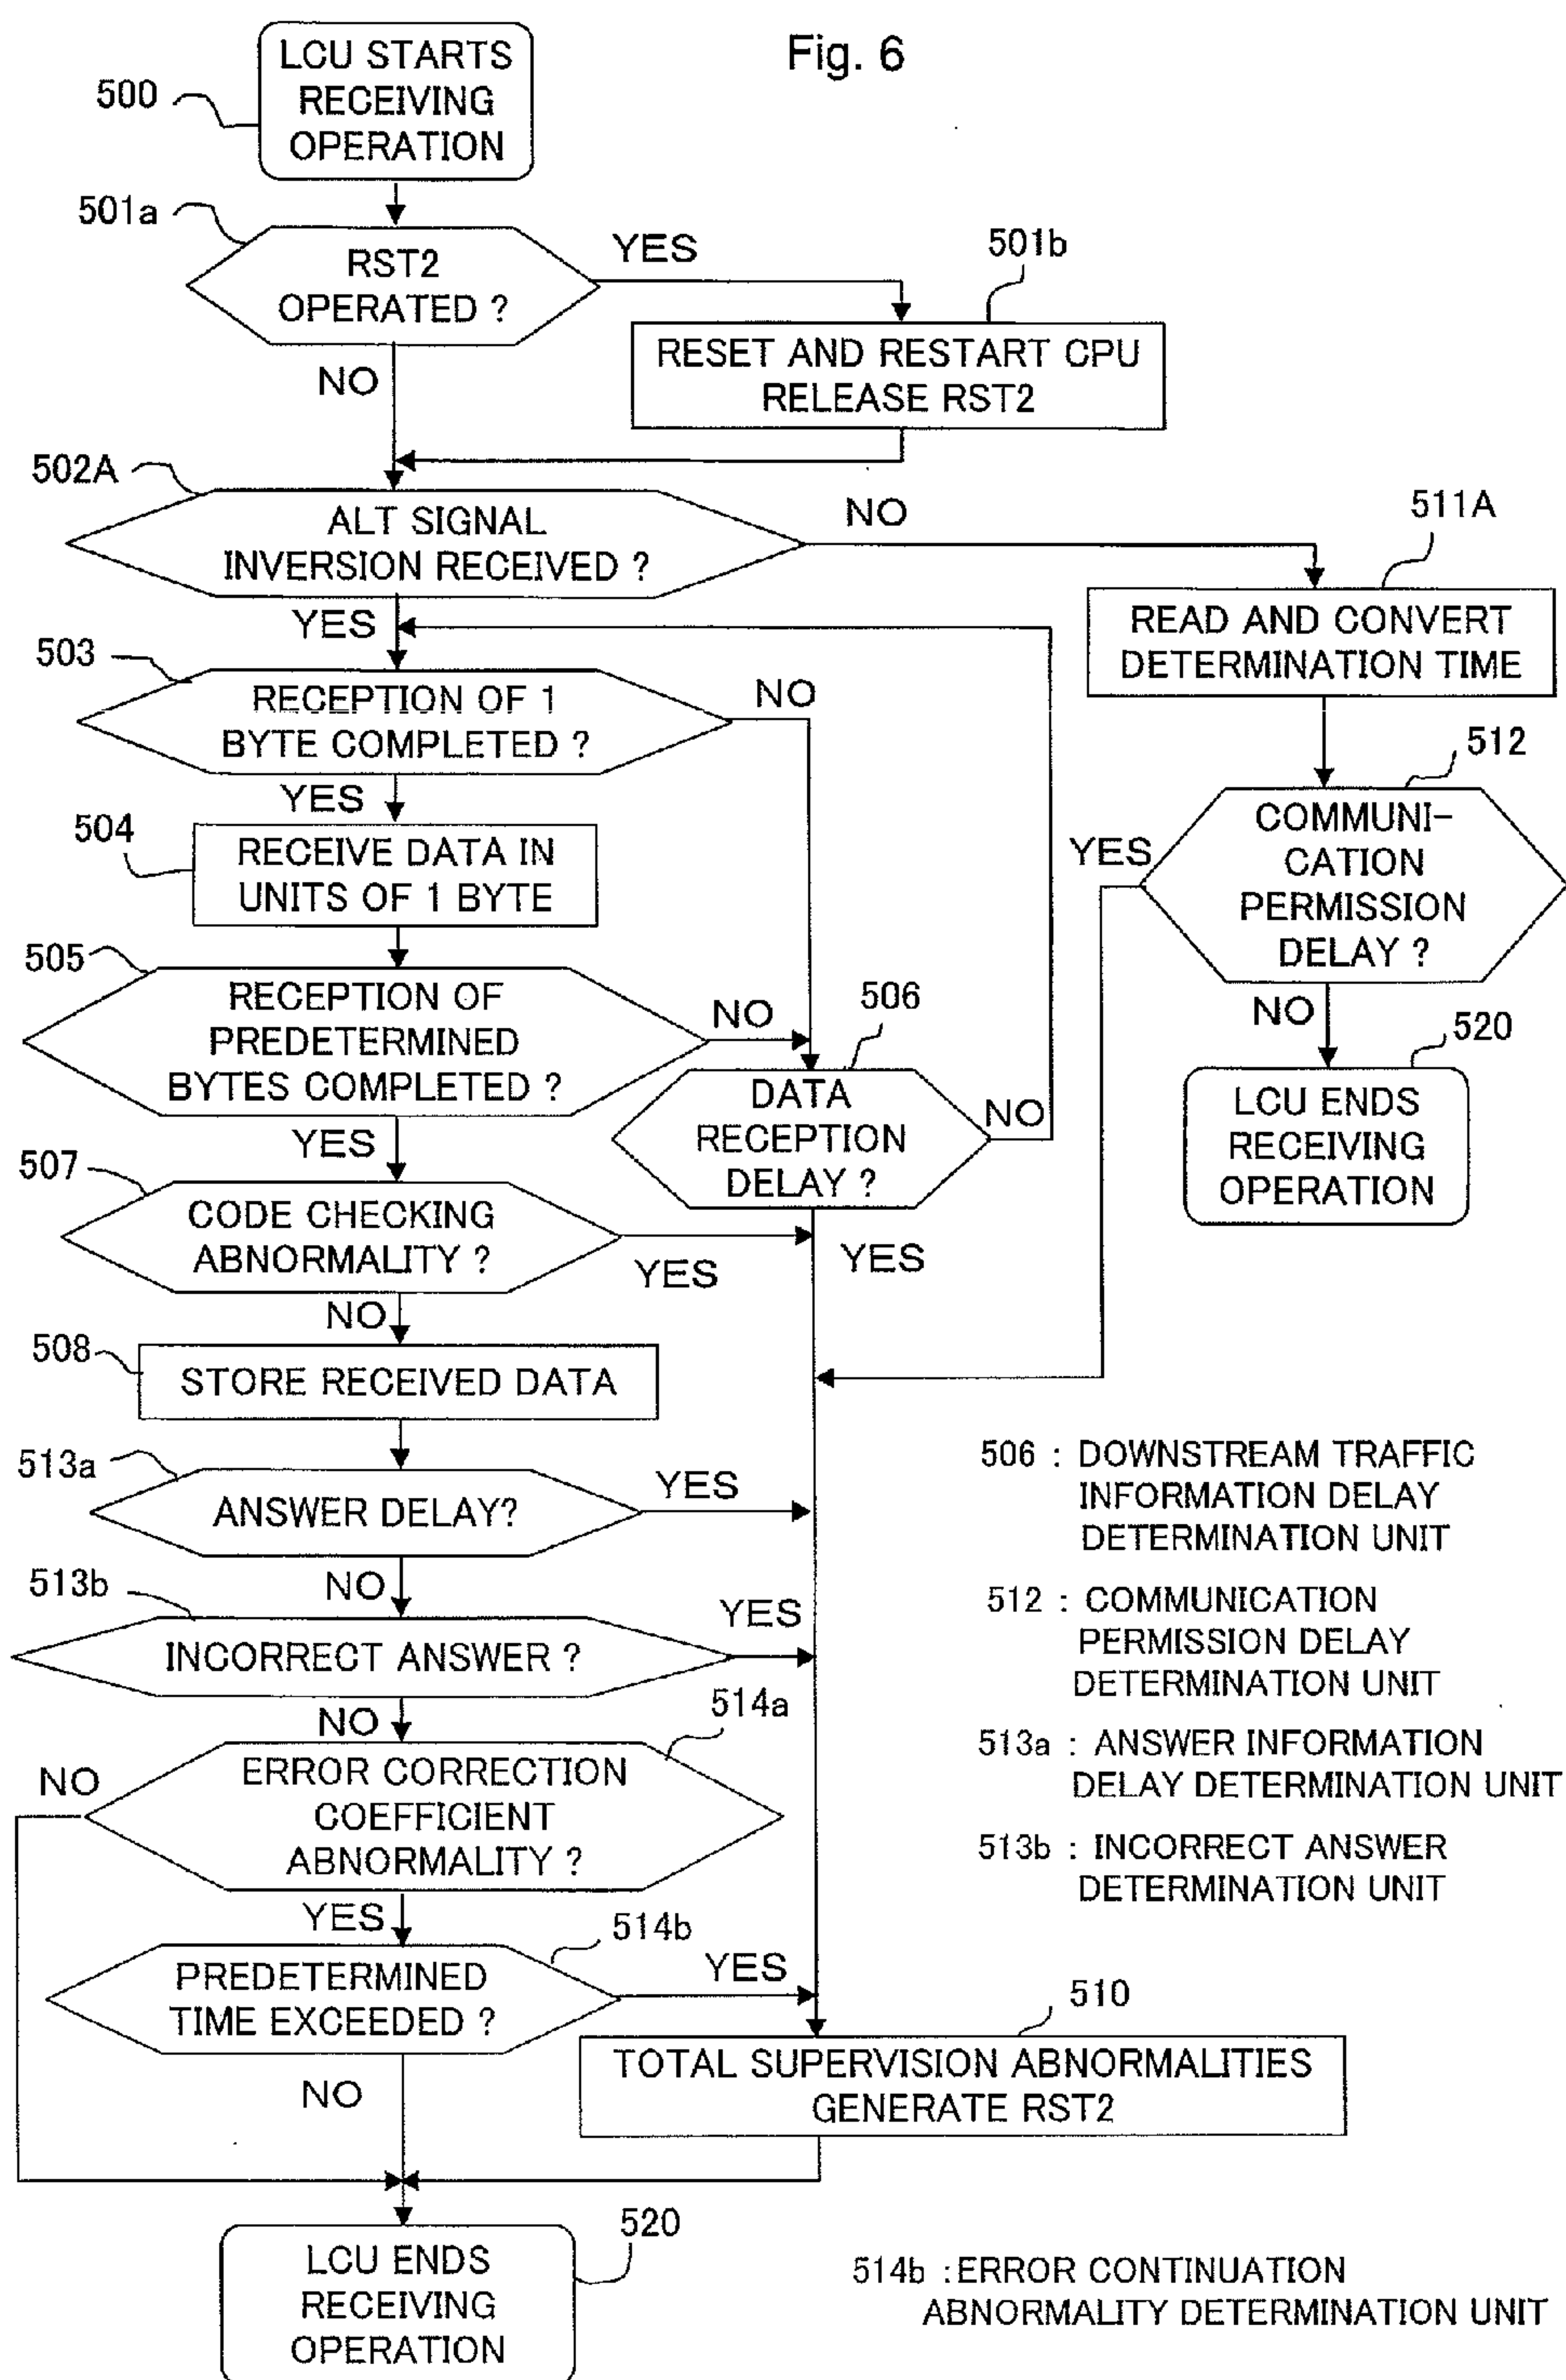 Fig. 6
500
LCU STARTS
RECEIVING
OPERATION
501a
RST2
OPERATED ?
YES
NO
501b
RESET AND RESTART CPU
RELEASE RST2
502A
ALT SIGNAL
INVERSION RECEIVED ?
NO
YES
511A
READ AND CONVERT
DETERMINATION TIME
503
RECEPTION OF 1
BYTE COMPLETED ?
NO
YES
512
COMMUNI-
CATION
PERMISSION
DELAY ?
YES
NO
504
RECEIVE DATA IN
UNITS OF 1 BYTE
505
RECEPTION OF
PREDETERMINED
BYTES COMPLETED ?
NO
YES
506
DATA
RECEPTION
DELAY ?
NO
YES
520
LCU ENDS
RECEIVING
OPERATION
507
CODE CHECKING
ABNORMALITY ?
YES
NO
508
STORE RECEIVED DATA
513a
ANSWER DELAY?
YES
NO
513b
INCORRECT ANSWER ?
YES
NO
514a
ERROR CORRECTION
COEFFICIENT
ABNORMALITY ?
NO
YES
514b
PREDETERMINED
TIME EXCEEDED ?
YES
NO
510
TOTAL SUPERVISION ABNORMALITIES
GENERATE RST2
520
LCU ENDS
RECEIVING
OPERATION
506 : DOWNSTREAM TRAFFIC
INFORMATION DELAY
DETERMINATION UNIT
512 : COMMUNICATION
PERMISSION DELAY
DETERMINATION UNIT
513a : ANSWER INFORMATION
DELAY DETERMINATION UNIT
513b : INCORRECT ANSWER
DETERMINATION UNIT
514b :ERROR CONTINUATION
ABNORMALITY DETERMINATION UNIT